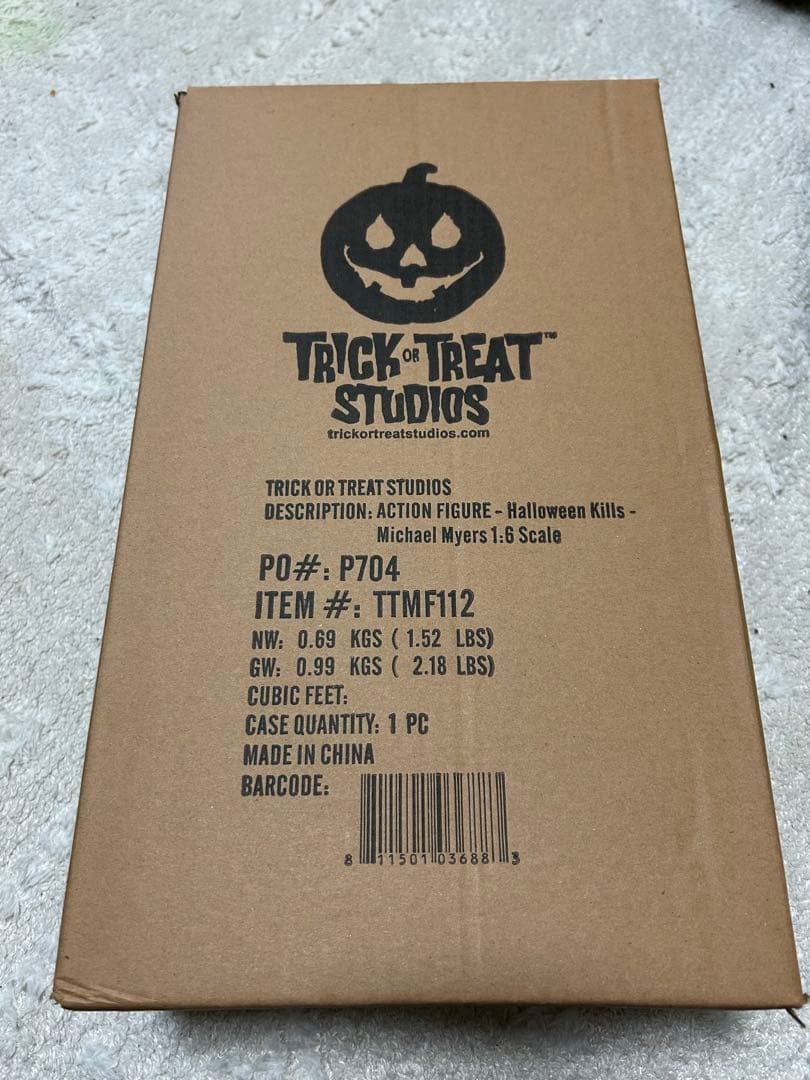 TRICK OR TREAT™
STUDIOS
trickortreatstudios.com
TRICK OR TREAT STUDIOS
DESCRIPTION: ACTION FIGURE - Halloween Kills -
Michael Myers 1:6 Scale
PO#: P704
ITEM #: TTMF112
NW: 0.69 KGS ( 1.52 LBS)
GW: 0.99 KGS ( 2.18 LBS)
CUBIC FEET:
CASE QUANTITY: 1 PC
MADE IN CHINA
BARCODE:
8 11501 03688 3